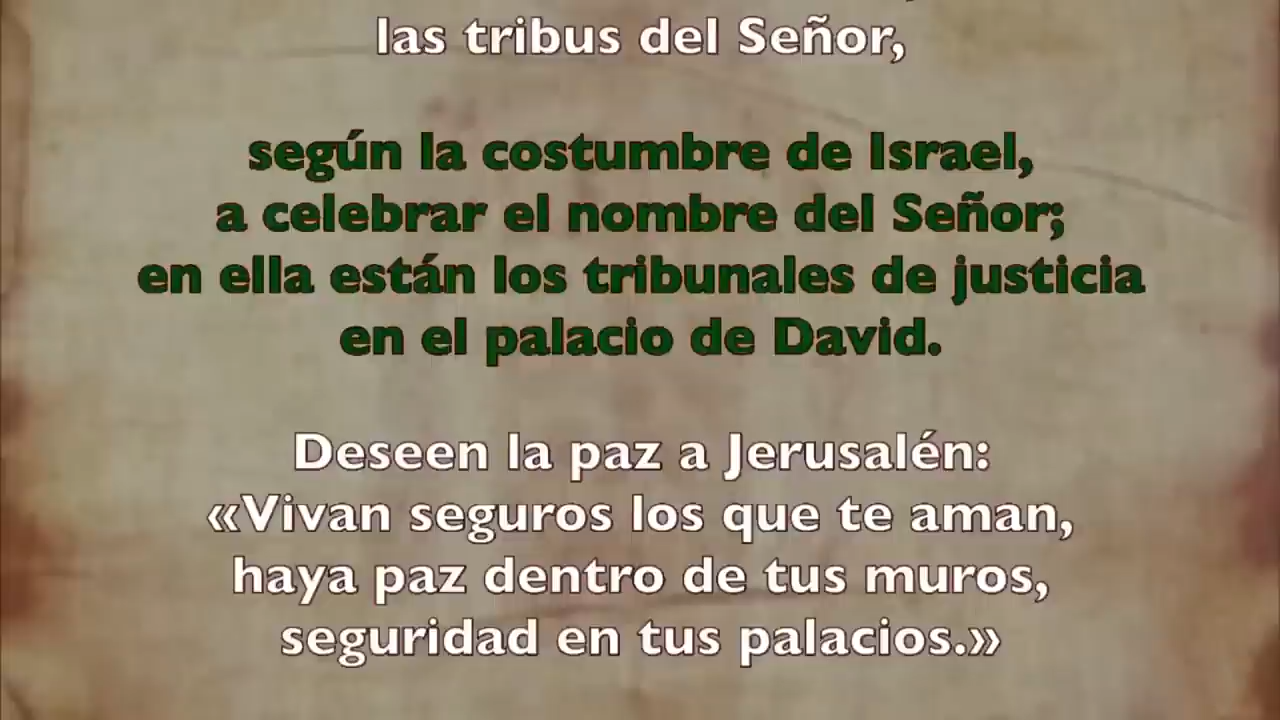 las tribus del Señor,
según la costumbre de Israel,
a celebrar el nombre del Señor;
en ella están los tribunales de justicia
en el palacio de David.
Deseen la paz a Jerusalén:
«Vivan seguros los que te aman,
haya paz dentro de tus muros,
seguridad en tus palacios.»